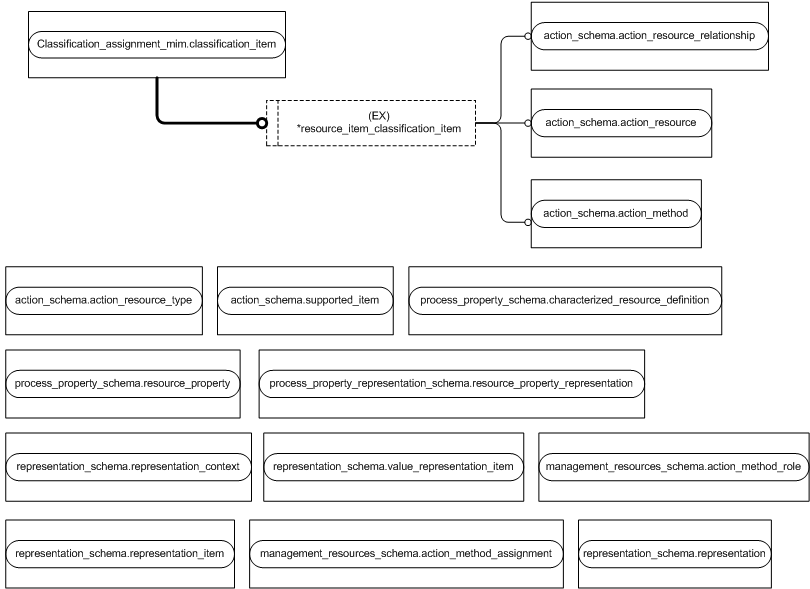 Classification_assignment_mim.classification_item
action_schema.action_resource_relationship
(EX)
*resource_item_classification_item
action_schema.action_resource
action_schema.action_method
action_schema.action_resource_type
action_schema.supported_item
process_property_schema.characterized_resource_definition
process_property_schema.resource_property
process_property_representation_schema.resource_property_representation
representation_schema.representation_context
representation_schema.value_representation_item
management_resources_schema.action_method_role
representation_schema.representation_item
management_resources_schema.action_method_assignment
representation_schema.representation